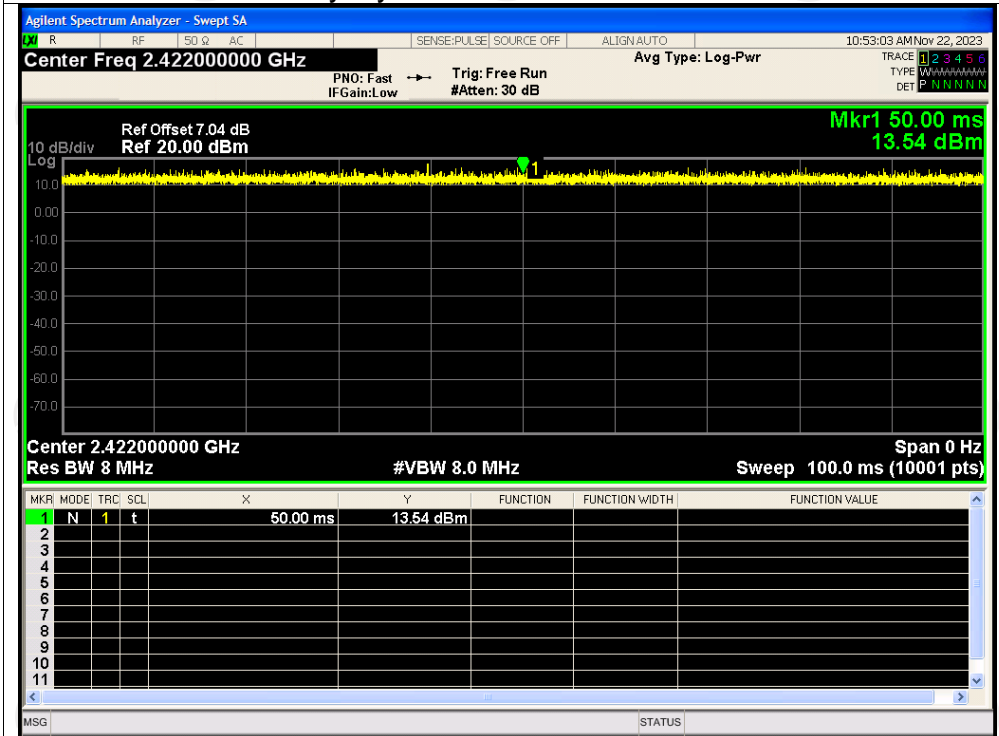 Agilent Spectrum Analyzer - Swept SA
LXI R RF 50 Ω AC SENSE:PULSE SOURCE OFF ALIGN AUTO 10:53:03 AM Nov 22, 2023
Center Freq 2.422000000 GHz Avg Type: Log-Pwr TRACE 1 2 3 4 5 6
PNO: Fast Trig: Free Run TYPE
IFGain:Low #Atten: 30 dB DET P N N N N N
Mkr1 50.00 ms
Ref Offset 7.04 dB
10 dB/div Ref 20.00 dBm 13.54 dBm
Log
1
10.0
0.00
-10.0
-20.0
-30.0
-40.0
-50.0
-60.0
-70.0
Center 2.422000000 GHz Span 0 Hz
Res BW 8 MHz #VBW 8.0 MHz Sweep 100.0 ms (10001 pts)
MKR MODE TRC SCL X Y FUNCTION FUNCTION WIDTH FUNCTION VALUE
1 N 1 t 50.00 ms 13.54 dBm
2
3
4
5
6
7
8
9
10
11
MSG STATUS